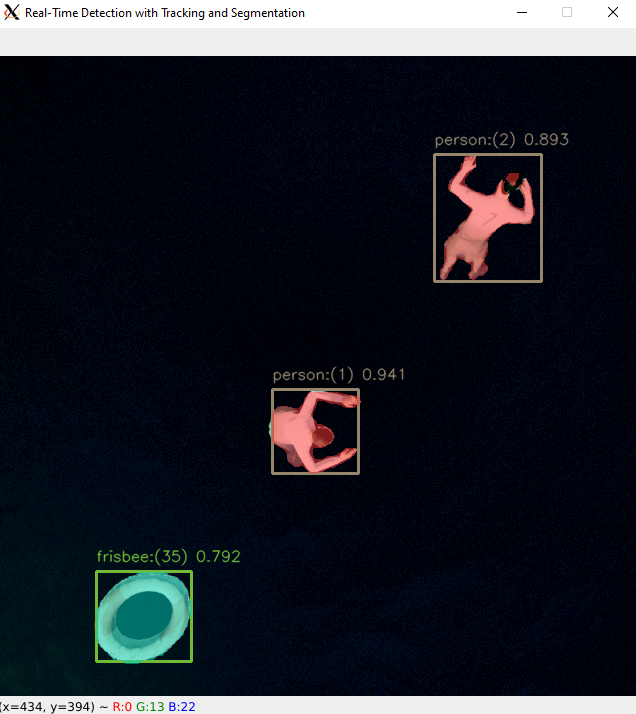 Real-Time Detection with Tracking and Segmentation
person:(2) 0.893
person:(1) 0.941
frisbee:(35) 0.792
(x=434, y=394) ~ R:0 G:13 B:22